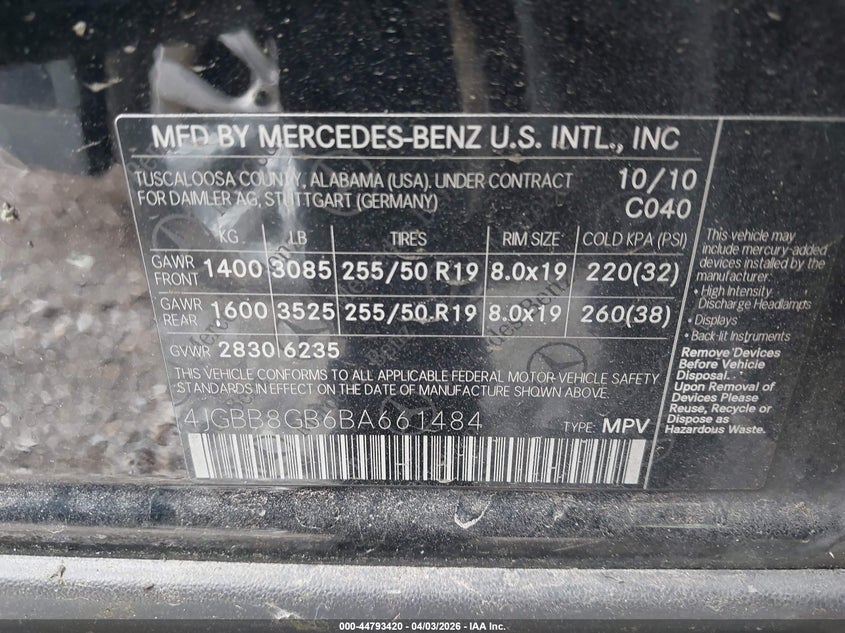 MFD BY MERCEDES-BENZ U.S. INTL., INC
TUSCALOOSA COUNTY, ALABAMA (USA). UNDER CONTRACT
FOR DAIMLER AG, STUTTGART (GERMANY)
10/10
C040
KG LB TIRES RIM SIZE COLD KPA (PSI)
GAWR FRONT 1400 3085 255/50 R19 8.0x19 220(32)
GAWR REAR 1600 3525 255/50 R19 8.0x19 260(38)
GVWR 2830 6235
THIS VEHICLE CONFORMS TO ALL APPLICABLE FEDERAL MOTOR-VEHICLE SAFETY
STANDARDS IN EFFECT ON THE DATE OF MANUFACTURE SHOWN ABOVE.
4JGBB8GB6BA661484
TYPE: MPV
This vehicle may
include mercury-added
devices installed by the
manufacturer:
• High Intensity
Discharge Headlamps
• Displays
• Back-lit Instruments
Remove Devices
Before Vehicle
Disposal.
Upon Removal of
Devices Please
Reuse, Recycle or
Dispose as
Hazardous Waste.
000-44793420 - 04/03/2026 - IAA Inc.